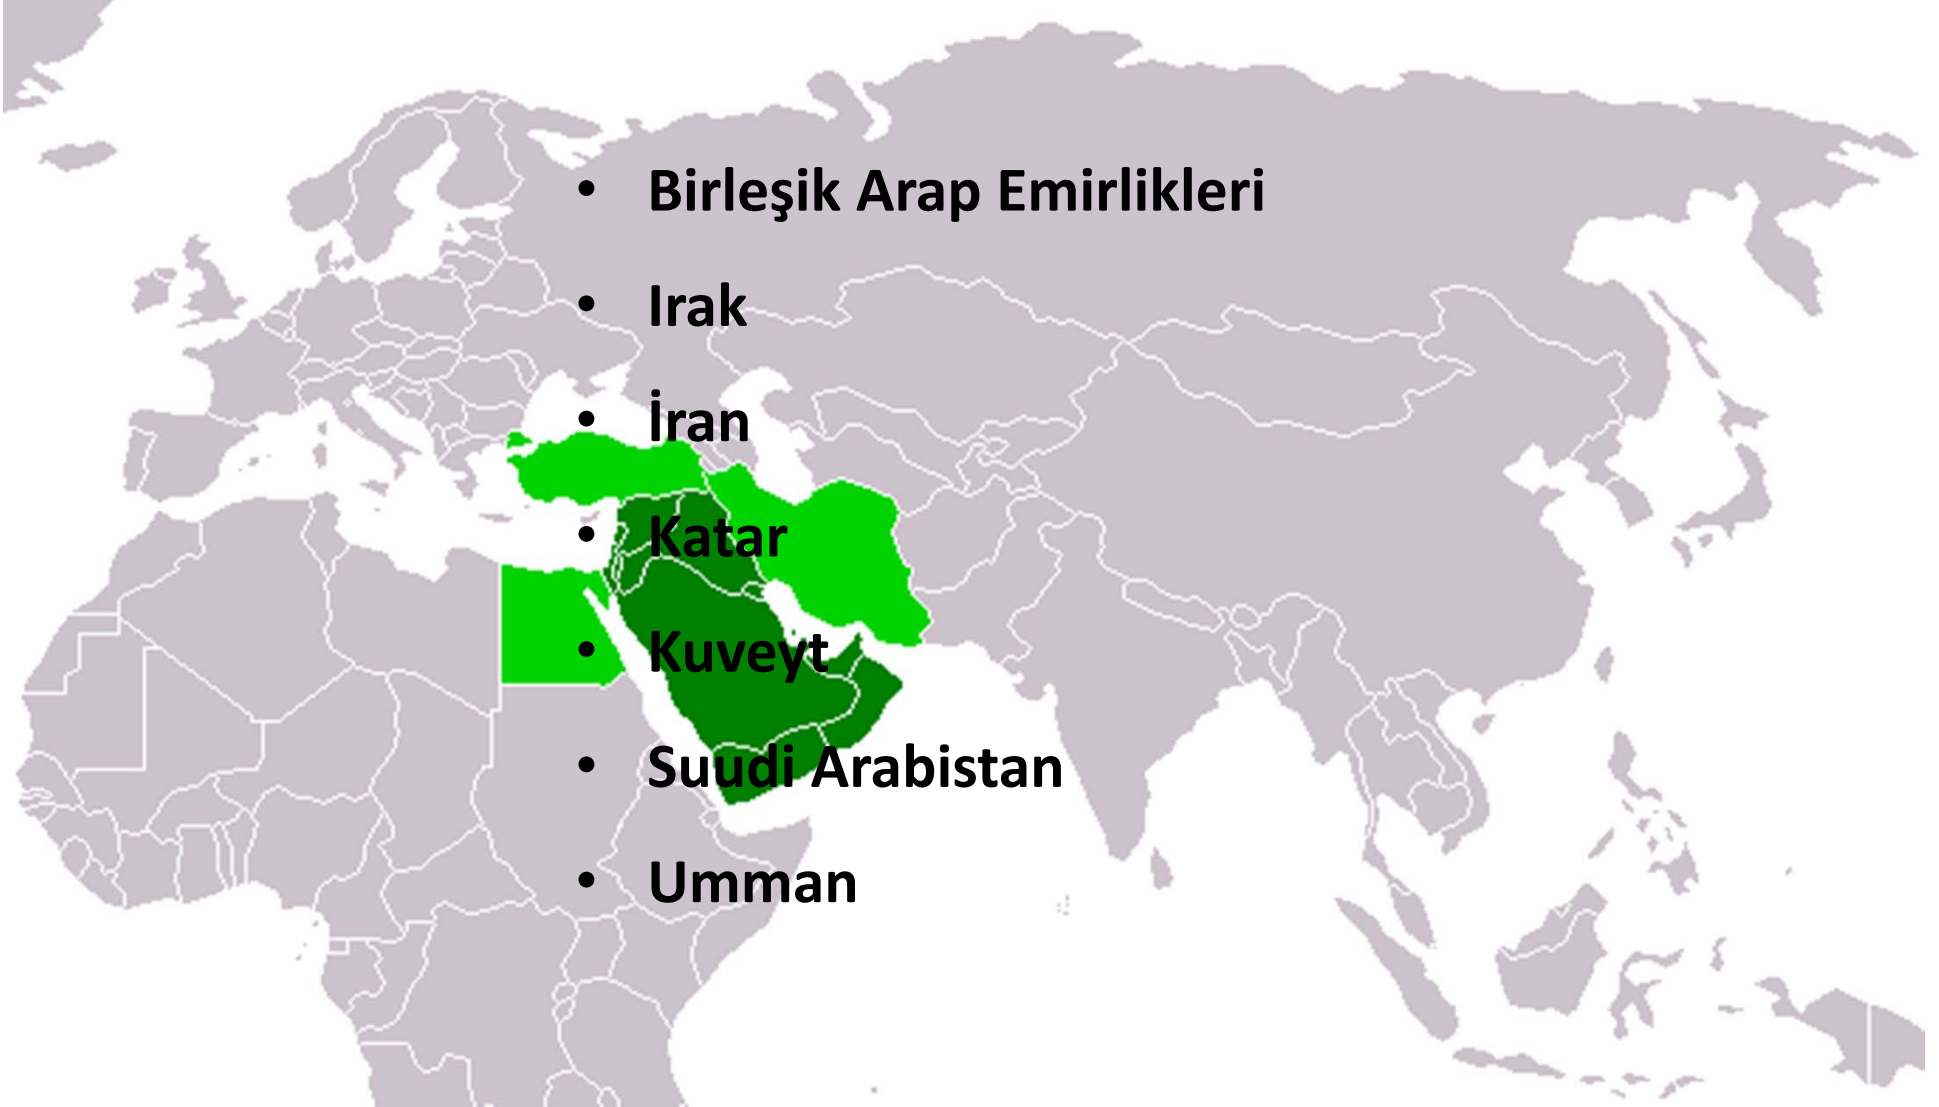 • Birleşik Arap Emirlikleri
• Irak
• İran
• Katar
• Kuveyt
• Suudi Arabistan
• Umman